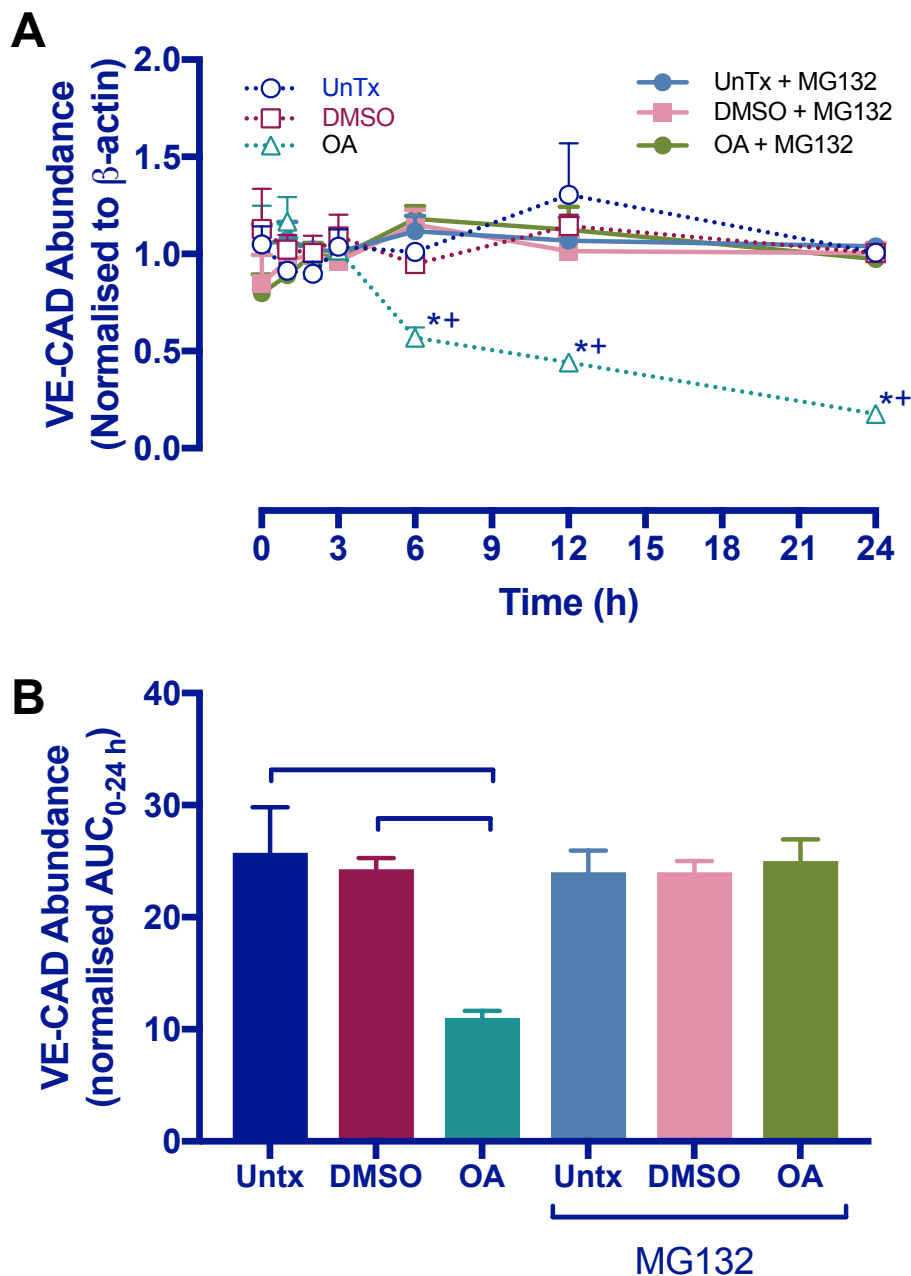 A
VE-CAD Abundance
(Normalised to β-actin)
2.0
1.5
1.0
0.5
0.0
UnTx
DMSO
OA
UnTx + MG132
DMSO + MG132
OA + MG132
*+
*+
*+
0 3 6 9 12 15 18 21 24
Time (h)
B
VE-CAD Abundance
(normalised AUC0-24 h)
40
30
20
10
0
Untx DMSO OA Untx DMSO OA
MG132